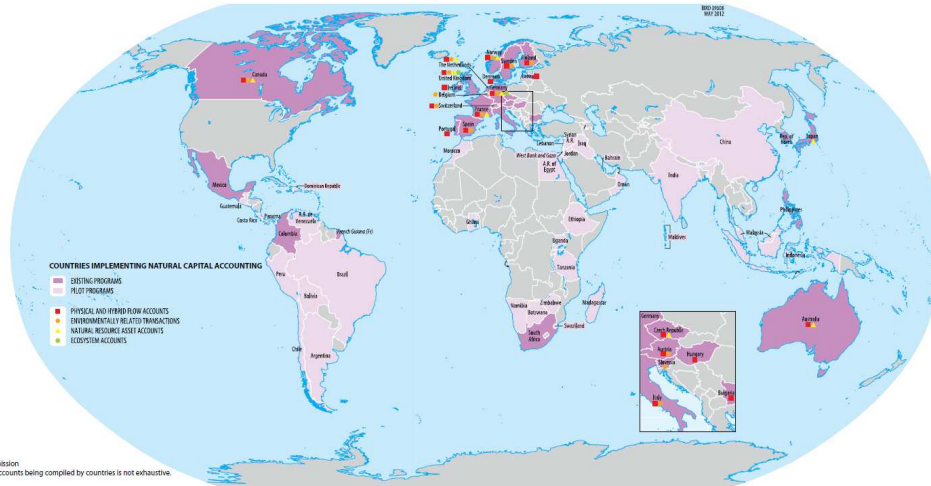 IBRD 39508
MAY 2012
Canada
Mexico
Guatemala
Costa Rica
Panama
Dominican Republic
R.B. de
Venezuela
Colombia
French Guiana (Fr)
Peru
Brazil
Bolivia
Chile
Argentina
Norway
Sweden
Finland
The Netherlands
United Kingdom
Denmark
Estonia
Ireland
Germany
Belgium
Switzerland
France
Portugal
Spain
Morocco
Lebanon
Syrian
A.R.
Iraq
West Bank and Gaza
Jordan
A.R. of
Egypt
Bahrain
Oman
Ghana
Ethiopia
Uganda
Tanzania
Namibia
Zimbabwe
Botswana
Madagascar
South
Africa
Swaziland
China
India
Maldives
Rep. of
Korea
Japan
Philippines
Malaysia
Indonesia
Australia
COUNTRIES IMPLEMENTING NATURAL CAPITAL ACCOUNTING
EXISTING PROGRAMS
PILOT PROGRAMS
PHYSICAL AND HYBRID FLOW ACCOUNTS
ENVIRONMENTALLY RELATED TRANSACTIONS
NATURAL RESOURCE ASSET ACCOUNTS
ECOSYSTEM ACCOUNTS
Germany
Czech Republic
Austria
Hungary
Slovenia
Italy
Bulgaria
ission
ccounts being compiled by countries is not exhaustive.